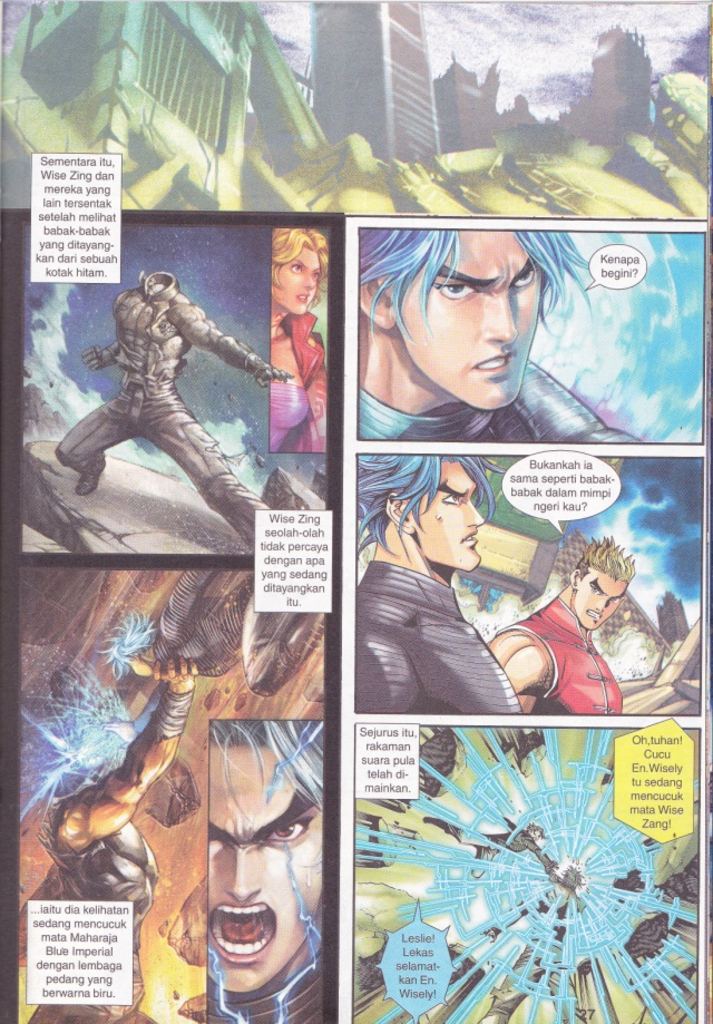 Sementara itu,
Wise Zing dan
mereka yang
lain tersentak
setelah melihat
babak-babak
yang ditayang-
kan dari sebuah
kotak hitam.
Wise Zing
seolah-olah
tidak percaya
dengan apa
yang sedang
ditayangkan
itu.
...iaitu dia kelihatan
sedang mencucuk
mata Maharaja
Blue Imperial
dengan lembaga
pedang yang
berwarna biru.
Kenapa
begini?
Bukankah ia
sama seperti babak-
babak dalam mimpi
ngeri kau?
Sejurus itu,
rakaman
suara pula
telah di-
mainkan.
Oh,tuhan!
Cucu
En.Wisely
tu sedang
mencucuk
mata Wise
Zang!
Leslie!
Lekas
selamat-
kan En.
Wisely!
27